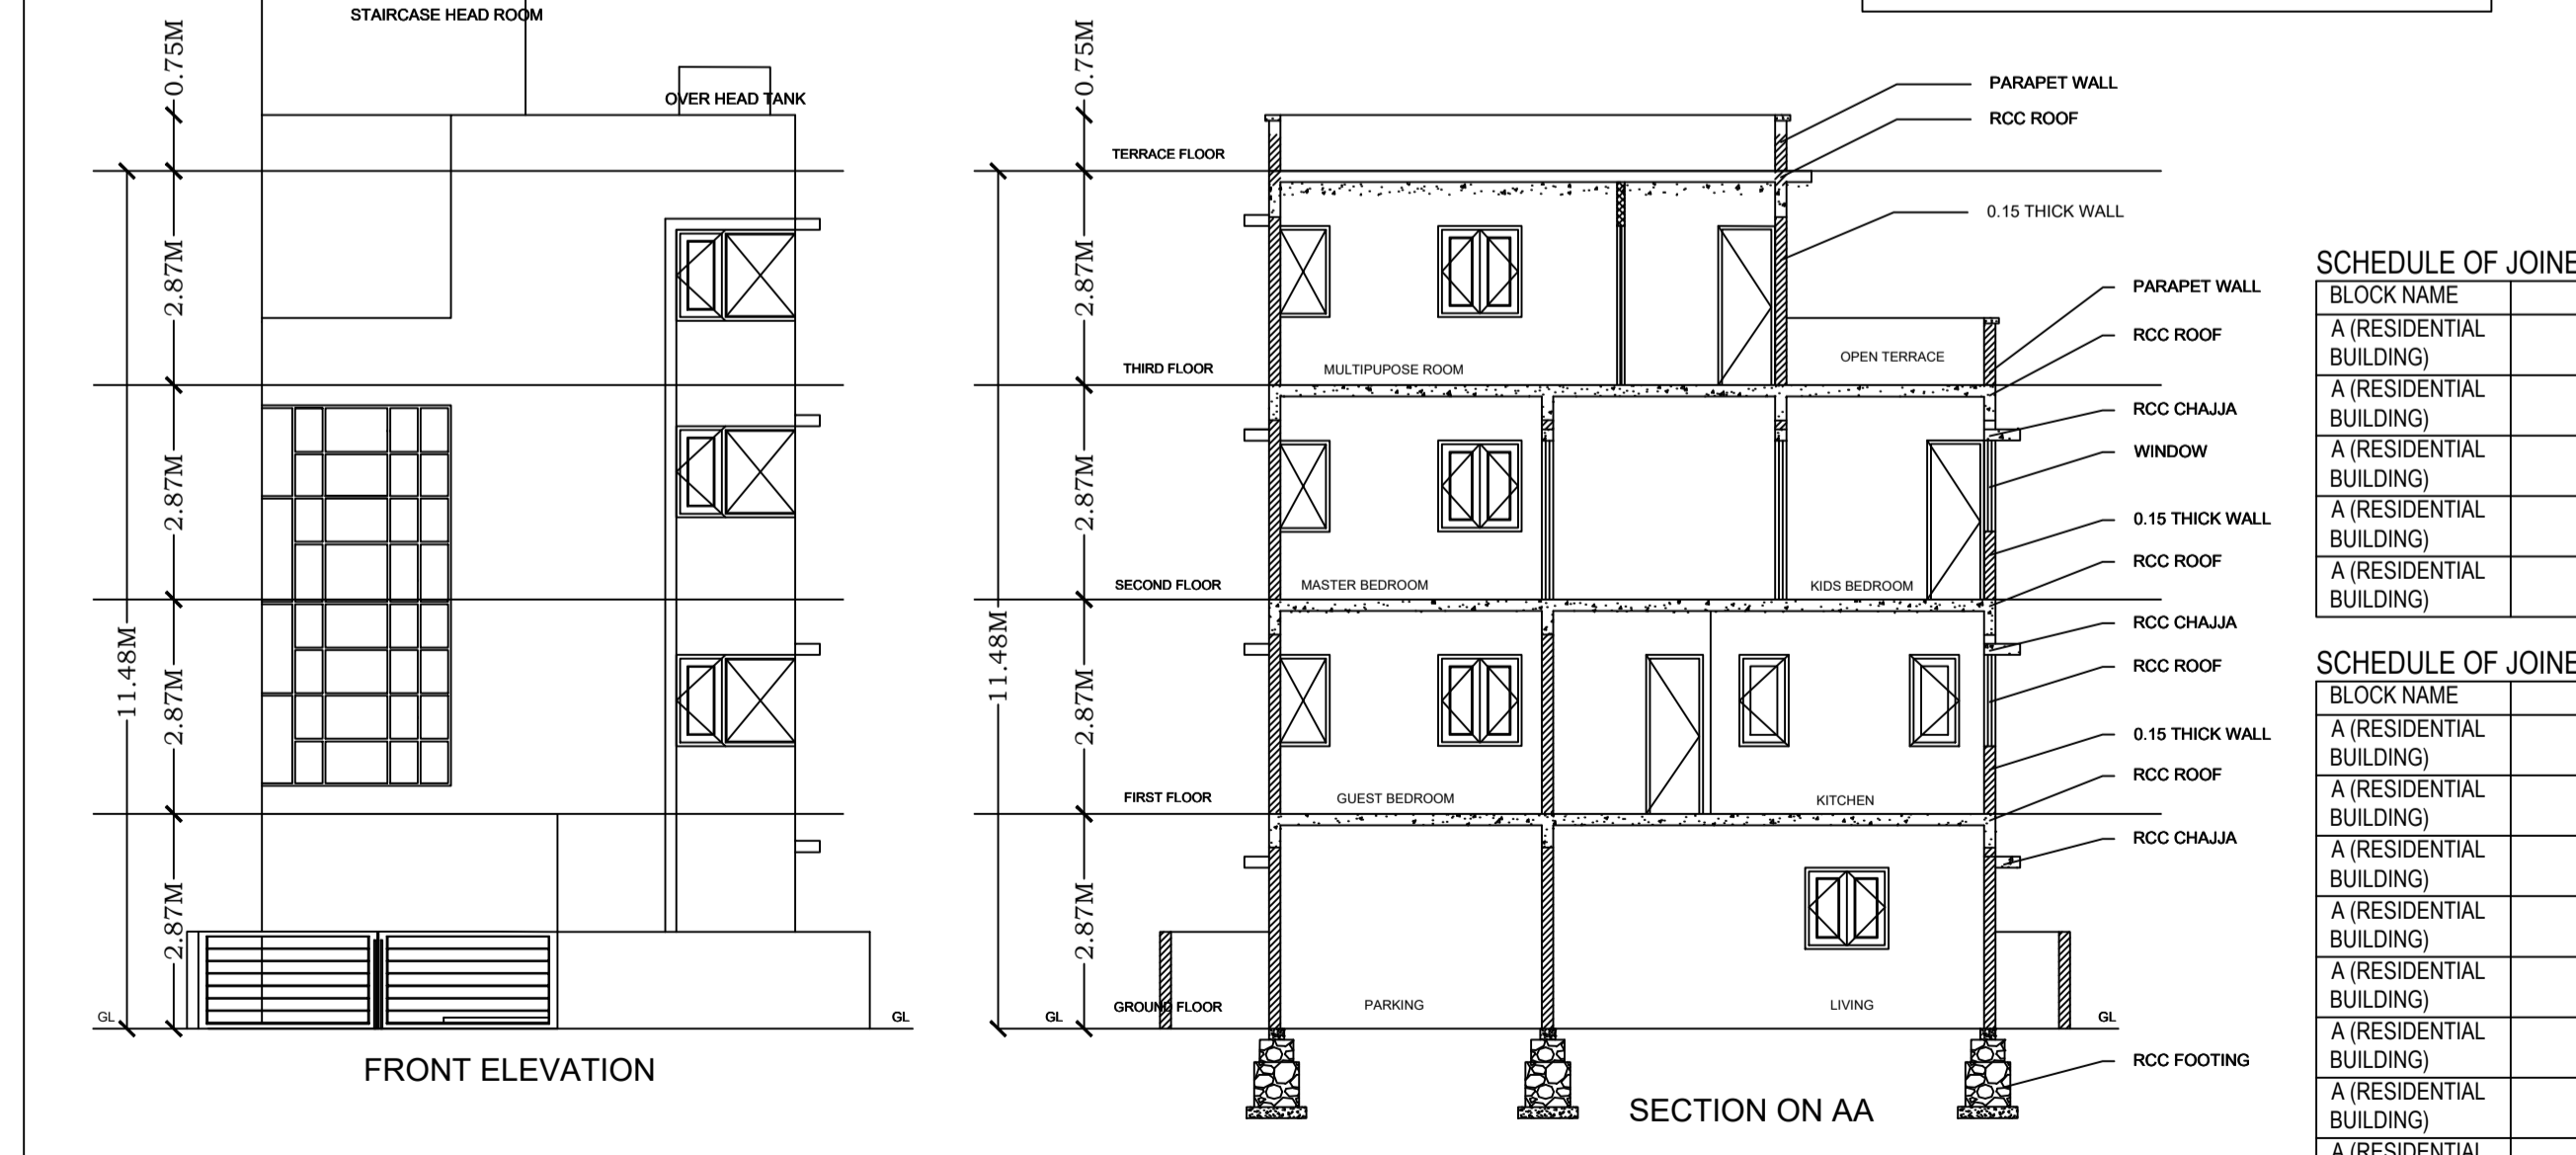 STAIRCASE HEAD ROOM
0.75M
OVER HEAD TANK
2.87M
2.87M
11.48M
2.87M
2.87M
GL
GL
FRONT ELEVATION
0.75M
TERRACE FLOOR
2.87M
THIRD FLOOR
2.87M
SECOND FLOOR
11.48M
2.87M
FIRST FLOOR
2.87M
GL
GROUND FLOOR
MULTIPUPOSE ROOM
OPEN TERRACE
MASTER BEDROOM
KIDS BEDROOM
GUEST BEDROOM
KITCHEN
PARKING
LIVING
GL
SECTION ON AA
PARAPET WALL
RCC ROOF
0.15 THICK WALL
PARAPET WALL
RCC ROOF
RCC CHAJJA
WINDOW
0.15 THICK WALL
RCC ROOF
RCC CHAJJA
RCC ROOF
0.15 THICK WALL
RCC ROOF
RCC CHAJJA
RCC FOOTING
SCHEDULE OF JOINE
BLOCK NAME
A (RESIDENTIAL
BUILDING)
A (RESIDENTIAL
BUILDING)
A (RESIDENTIAL
BUILDING)
A (RESIDENTIAL
BUILDING)
A (RESIDENTIAL
BUILDING)
SCHEDULE OF JOINE
BLOCK NAME
A (RESIDENTIAL
BUILDING)
A (RESIDENTIAL
BUILDING)
A (RESIDENTIAL
BUILDING)
A (RESIDENTIAL
BUILDING)
A (RESIDENTIAL
BUILDING)
A (RESIDENTIAL
BUILDING)
A (RESIDENTIAL
BUILDING)
A (RESIDENTIAL